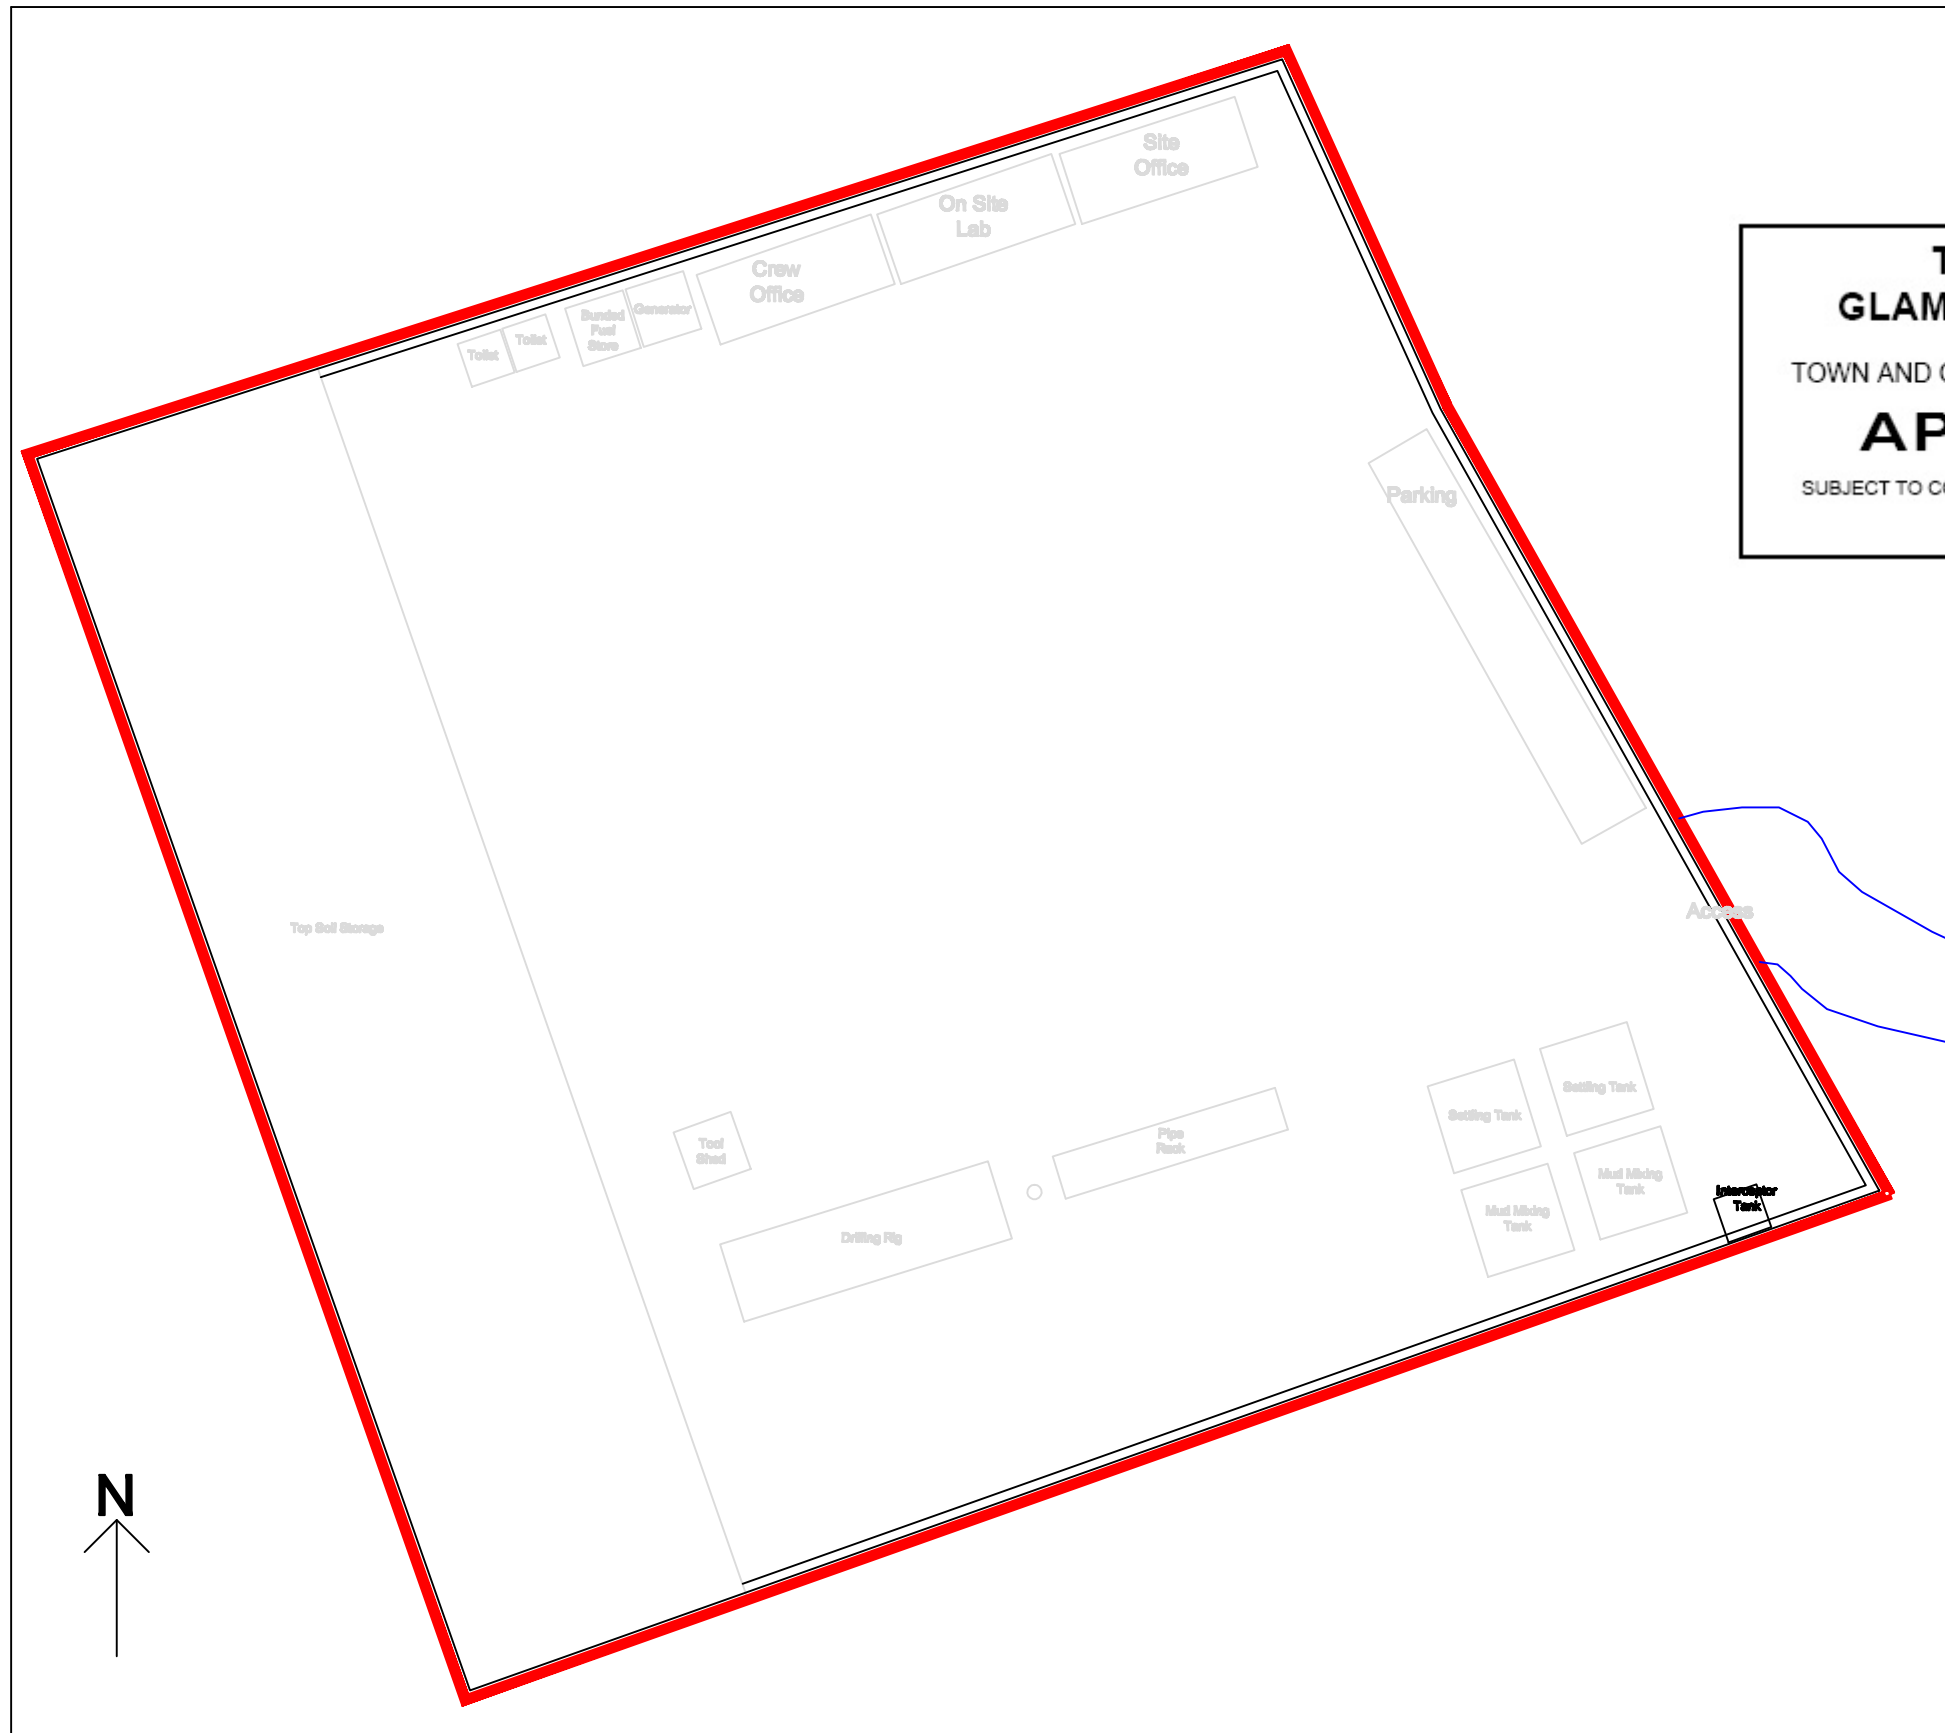 Site
Office
On Site
Lab
Crew
Office
Generator
Bunded
Fuel
Store
Toilet
Toilet
T
GLAM
TOWN AND C
AP
SUBJECT TO CO
Parking
Access
Top Soil Storage
Settling Tank
Settling Tank
Tool
Shed
Pipe
Rack
Mud Mixing
Tank
Mud Mixing
Tank
Interceptor
Tank
Drilling Rig
N